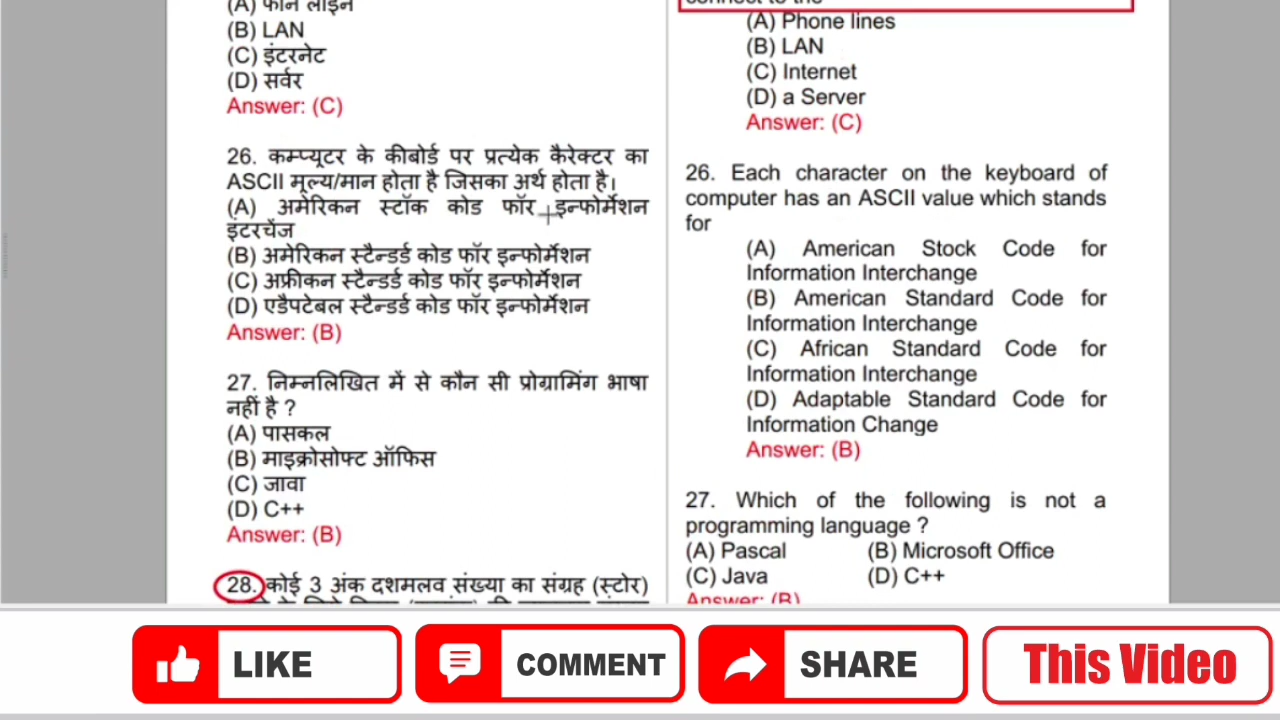 (A) फोन लाइन
(B) LAN
(C) इंटरनेट
(D) सर्वर
Answer: (C)
26. कम्प्यूटर के कीबोर्ड पर प्रत्येक कैरेक्टर का
ASCII मूल्य/मान होता है जिसका अर्थ होता है।
(A) अमेरिकन स्टॉक कोड फॉर इन्फोर्मेशन
इंटरचेंज
(B) अमेरिकन स्टैन्डर्ड कोड फॉर इन्फोर्मेशन
(C) अफ्रीकन स्टैन्डर्ड कोड फॉर इन्फोर्मेशन
(D) एडैपटेबल स्टैन्डर्ड कोड फॉर इन्फोर्मेशन
Answer: (B)
27. निम्नलिखित में से कौन सी प्रोग्रामिंग भाषा
नहीं है ?
(A) पासकल
(B) माइक्रोसोफ्ट ऑफिस
(C) जावा
(D) C++
Answer: (B)
28. कोई 3 अंक दशमलव संख्या का संग्रह (स्टोर)
connect to the
(A) Phone lines
(B) LAN
(C) Internet
(D) a Server
Answer: (C)
26. Each character on the keyboard of
computer has an ASCII value which stands
for
(A) American Stock Code for
Information Interchange
(B) American Standard Code for
Information Interchange
(C) African Standard Code for
Information Interchange
(D) Adaptable Standard Code for
Information Change
Answer: (B)
27. Which of the following is not a
programming language ?
(A) Pascal (B) Microsoft Office
(C) Java (D) C++
Answer: (B)
LIKE
COMMENT
SHARE
This Video